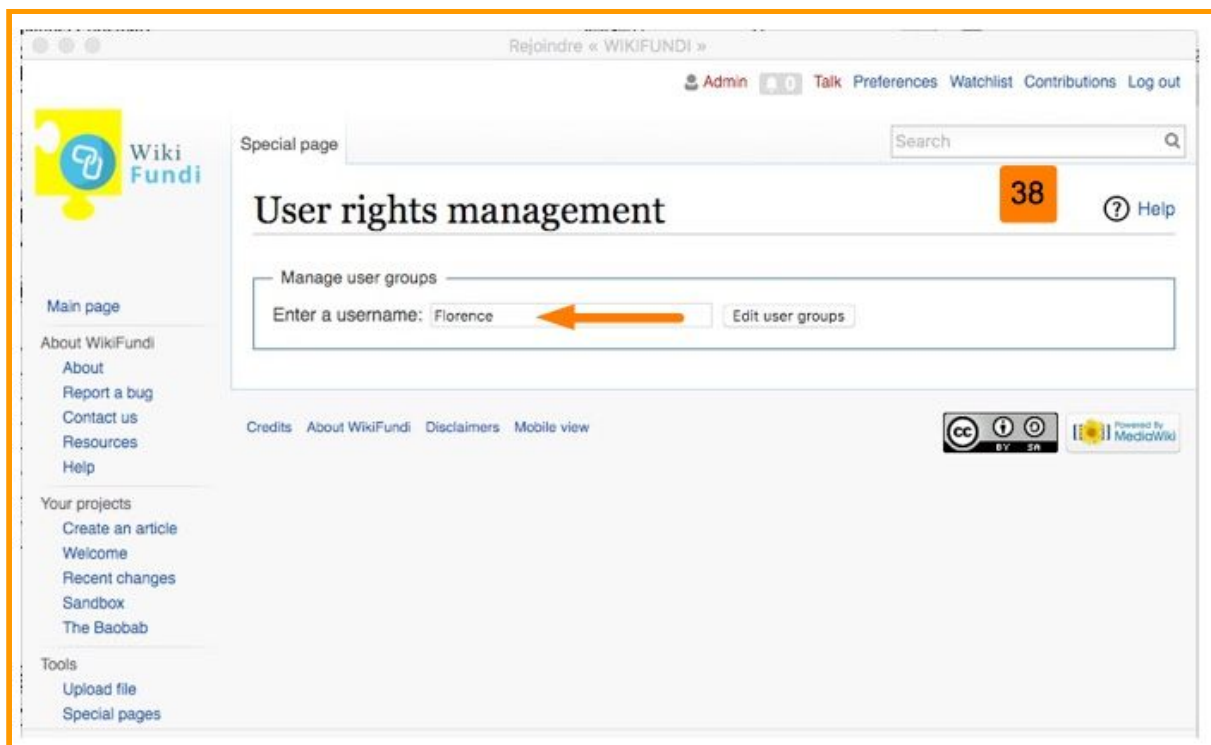 Rejoindre « WIKIFUNDI »
Admin 0 Talk Preferences Watchlist Contributions Log out
Wiki
Fundi
Special page
Search
User rights management
38
? Help
Manage user groups
Enter a username: Florence
Edit user groups
Main page
About WikiFundi
About
Report a bug
Contact us
Resources
Help
Your projects
Create an article
Welcome
Recent changes
Sandbox
The Baobab
Tools
Upload file
Special pages
Credits About WikiFundi Disclaimers Mobile view
cc BY SA
Powered By
MediaWiki